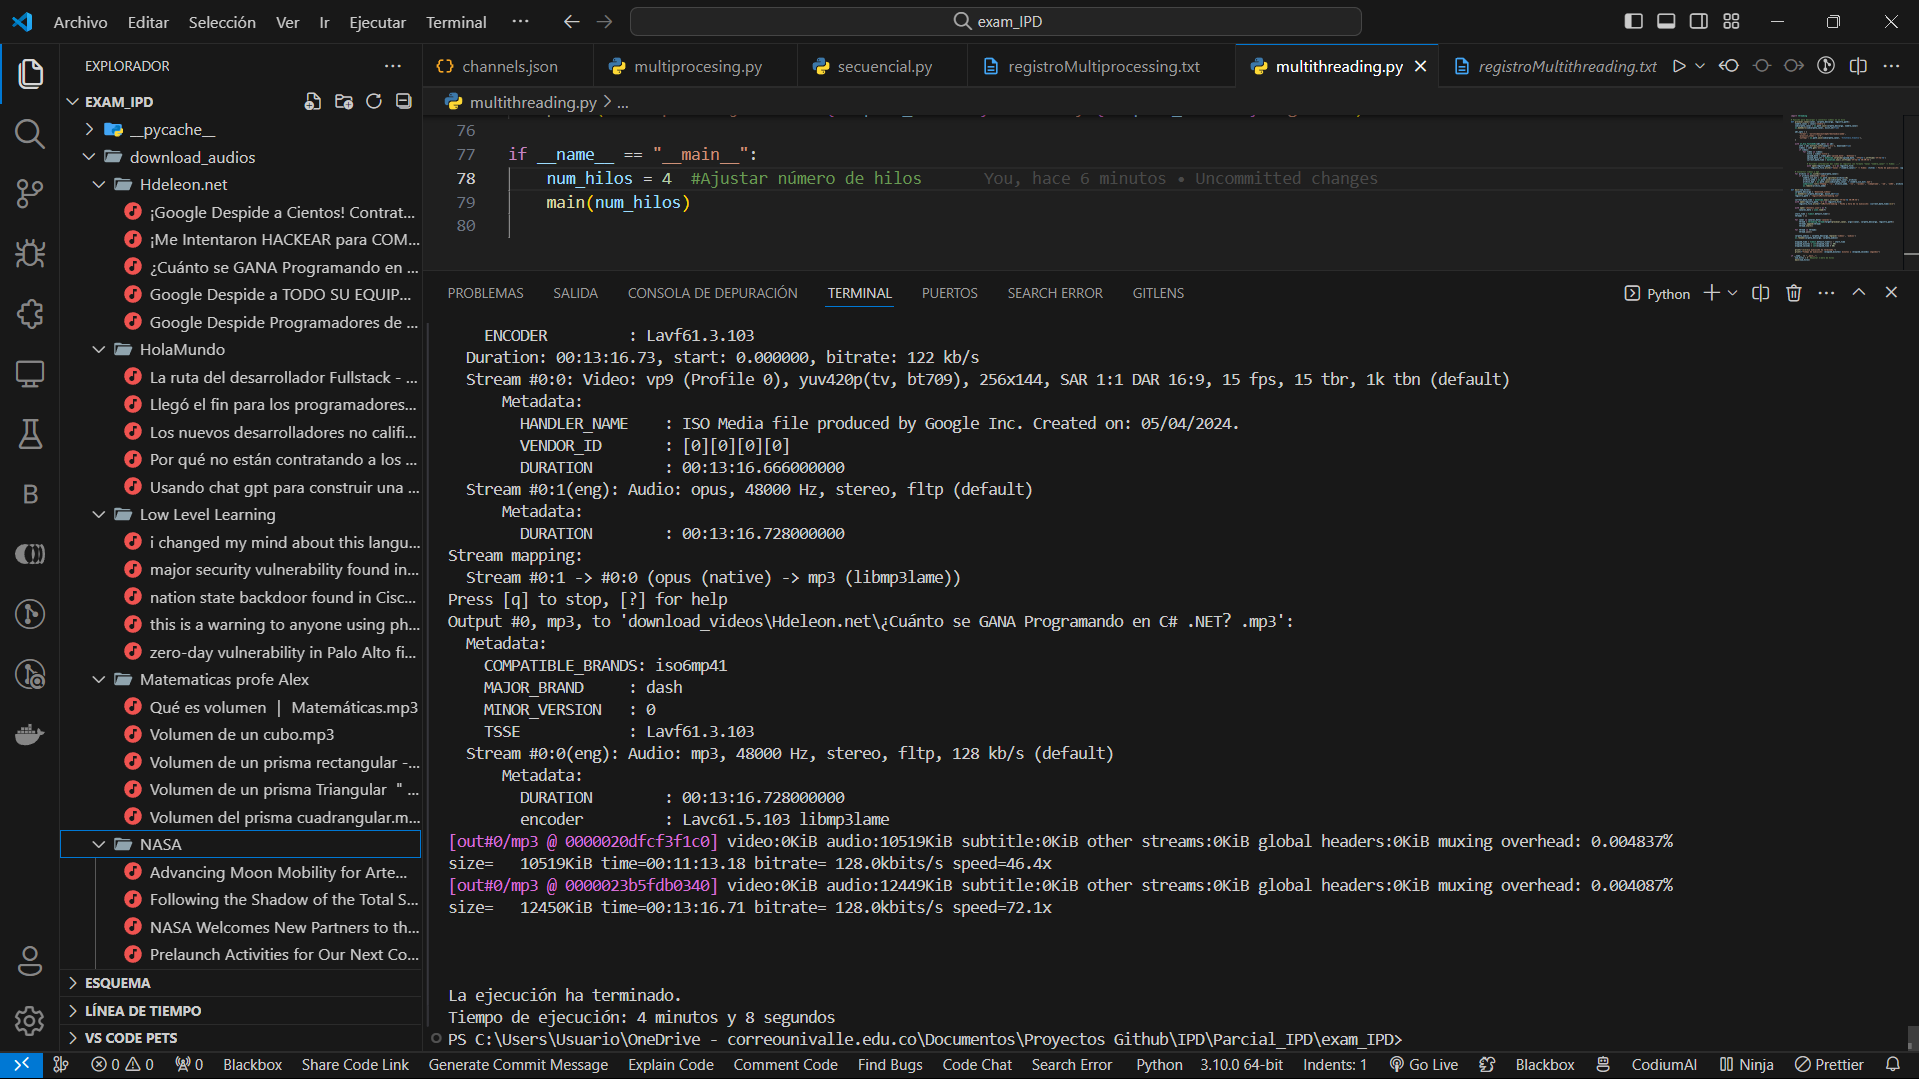 Archivo Editar Selección Ver Ir Ejecutar Terminal ··· exam_IPD
EXPLORADOR
channels.json multiprocesing.py secuencial.py registroMultiprocessing.txt multithreading.py registroMultithreading.txt
EXAM_IPD
multithreading.py > ...
__pycache__
download_audios
Hdeleon.net
¡Google Despide a Cientos! Contrat...
¡Me Intentaron HACKEAR para COM...
¿Cuánto se GANA Programando en ...
Google Despide a TODO SU EQUIP...
Google Despide Programadores de ...
HolaMundo
La ruta del desarrollador Fullstack - ...
Llegó el fin para los programadores...
Los nuevos desarrolladores no califi...
Por qué no están contratando a los ...
Usando chat gpt para construir una ...
Low Level Learning
i changed my mind about this langu...
major security vulnerability found in...
nation state backdoor found in Cisc...
this is a warning to anyone using ph...
zero-day vulnerability in Palo Alto fi...
Matematicas profe Alex
Qué es volumen | Matemáticas.mp3
Volumen de un cubo.mp3
Volumen de un prisma rectangular -...
Volumen de un prisma Triangular " ...
Volumen del prisma cuadrangular.m...
NASA
Advancing Moon Mobility for Arte...
Following the Shadow of the Total S...
NASA Welcomes New Partners to th...
Prelaunch Activities for Our Next Co...
ESQUEMA
LÍNEA DE TIEMPO
VS CODE PETS
76
77 if __name__ == "__main__":
78 num_hilos = 4 #Ajustar número de hilos You, hace 6 minutos • Uncommitted changes
79 main(num_hilos)
80
PROBLEMAS SALIDA CONSOLA DE DEPURACIÓN TERMINAL PUERTOS SEARCH ERROR GITLENS Python
ENCODER : Lavf61.3.103
Duration: 00:13:16.73, start: 0.000000, bitrate: 122 kb/s
Stream #0:0: Video: vp9 (Profile 0), yuv420p(tv, bt709), 256x144, SAR 1:1 DAR 16:9, 15 fps, 15 tbr, 1k tbn (default)
Metadata:
HANDLER_NAME : ISO Media file produced by Google Inc. Created on: 05/04/2024.
VENDOR_ID : [0][0][0][0]
DURATION : 00:13:16.666000000
Stream #0:1(eng): Audio: opus, 48000 Hz, stereo, fltp (default)
Metadata:
DURATION : 00:13:16.728000000
Stream mapping:
Stream #0:1 -> #0:0 (opus (native) -> mp3 (libmp3lame))
Press [q] to stop, [?] for help
Output #0, mp3, to 'download_videos\Hdeleon.net\¿Cuánto se GANA Programando en C# .NET? .mp3':
Metadata:
COMPATIBLE_BRANDS: iso6mp41
MAJOR_BRAND : dash
MINOR_VERSION : 0
TSSE : Lavf61.3.103
Stream #0:0(eng): Audio: mp3, 48000 Hz, stereo, fltp, 128 kb/s (default)
Metadata:
DURATION : 00:13:16.728000000
encoder : Lavc61.5.103 libmp3lame
[out#0/mp3 @ 0000020dfcf3f1c0] video:0KiB audio:10519KiB subtitle:0KiB other streams:0KiB global headers:0KiB muxing overhead: 0.004837%
size= 10519KiB time=00:11:13.18 bitrate= 128.0kbits/s speed=46.4x
[out#0/mp3 @ 0000023b5fdb0340] video:0KiB audio:12449KiB subtitle:0KiB other streams:0KiB global headers:0KiB muxing overhead: 0.004087%
size= 12450KiB time=00:13:16.71 bitrate= 128.0kbits/s speed=72.1x
La ejecución ha terminado.
Tiempo de ejecución: 4 minutos y 8 segundos
PS C:\Users\Usuario\OneDrive - correounivalle.edu.co\Documentos\Proyectos Github\IPD\Parcial_IPD\exam_IPD>
0 0 0 Blackbox Share Code Link Generate Commit Message Explain Code Comment Code Find Bugs Code Chat Search Error Python 3.10.0 64-bit Indents: 1 Go Live Blackbox CodiumAI Ninja Prettier